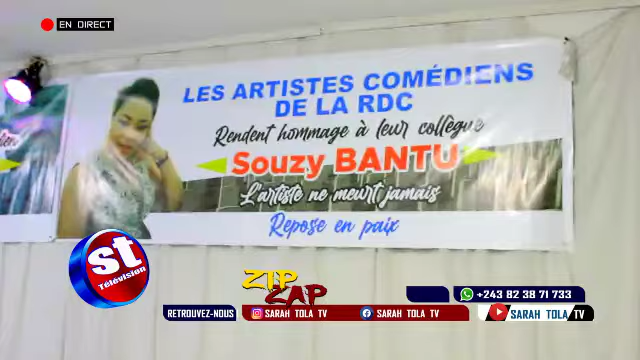 EN DIRECT
LES ARTISTES COMÉDIENS
DE LA RDC
Rendent hommage à leur collègue
Souzy BANTU
L'artiste ne meurt jamais
Repose en paix
st
Télévision
ZIP
ZAP
+243 82 38 71 733
RETROUVEZ-NOUS
SARAH TOLA TV
SARAH TOLA TV
SARAH TOLA TV